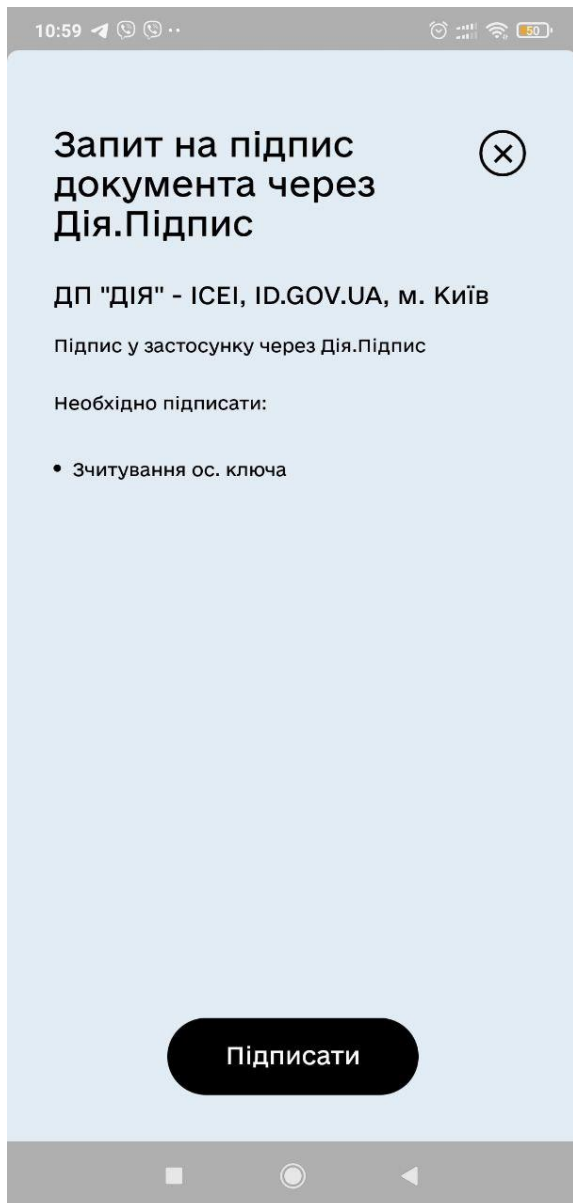 10:59
50
Запит на підпис
документа через
Дія.Підпис
ДП "ДІЯ" - ІСЕІ, ID.GOV.UA, м. Київ
Підпис у застосунку через Дія.Підпис
Необхідно підписати:
• Зчитування ос. ключа
Підписати